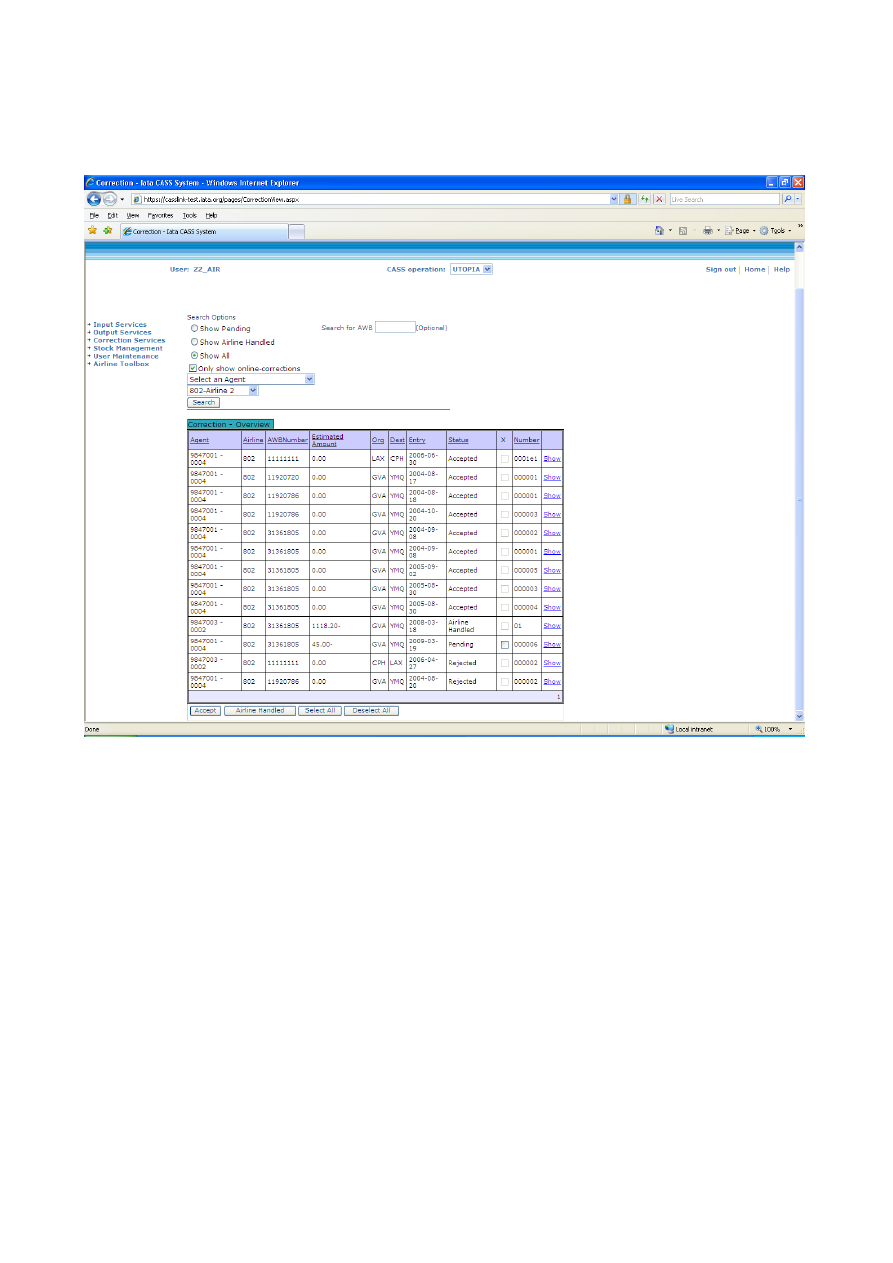 Correction - Iata CASS System - Windows Internet Explorer
https://casslink-test.iata.org/pages/CorrectionView.aspx
Live Search
File Edit View Favorites Tools Help
Correction - Iata CASS System
Page Tools
User: ZZ_AIR CASS operation: UTOPIA Sign out | Home | Help
+ Input Services
+ Output Services
+ Correction Services
+ Stock Management
+ User Maintenance
+ Airline Toolbox
Search Options
Show Pending Search for AWB (Optional)
Show Airline Handled
Show All
Only show online-corrections
Select an Agent
802-Airline 2
Search
Correction - Overview
Agent Airline AWBNumber Estimated Amount Org Dest Entry Status X Number
9847001 - 0004 802 11111111 0.00 LAX CPH 2006-06-30 Accepted 0001e1 Show
9847001 - 0004 802 11920720 0.00 GVA YMQ 2004-08-17 Accepted 000001 Show
9847001 - 0004 802 11920786 0.00 GVA YMQ 2004-08-18 Accepted 000001 Show
9847001 - 0004 802 11920786 0.00 GVA YMQ 2004-10-20 Accepted 000003 Show
9847001 - 0004 802 31361805 0.00 GVA YMQ 2004-09-08 Accepted 000002 Show
9847001 - 0004 802 31361805 0.00 GVA YMQ 2004-09-08 Accepted 000001 Show
9847001 - 0004 802 31361805 0.00 GVA YMQ 2005-09-02 Accepted 000005 Show
9847001 - 0004 802 31361805 0.00 GVA YMQ 2005-08-30 Accepted 000003 Show
9847001 - 0004 802 31361805 0.00 GVA YMQ 2005-08-30 Accepted 000004 Show
9847003 - 0002 802 31361805 1118.20- GVA YMQ 2008-03-18 Airline Handled 01 Show
9847001 - 0004 802 31361805 45.00- GVA YMQ 2009-03-19 Pending 000006 Show
9847003 - 0002 802 11111111 0.00 CPH LAX 2006-04-27 Rejected 000002 Show
9847001 - 0004 802 11920786 0.00 GVA YMQ 2004-08-20 Rejected 000002 Show
1
Accept Airline Handled Select All Deselect All
Done Local intranet 100%